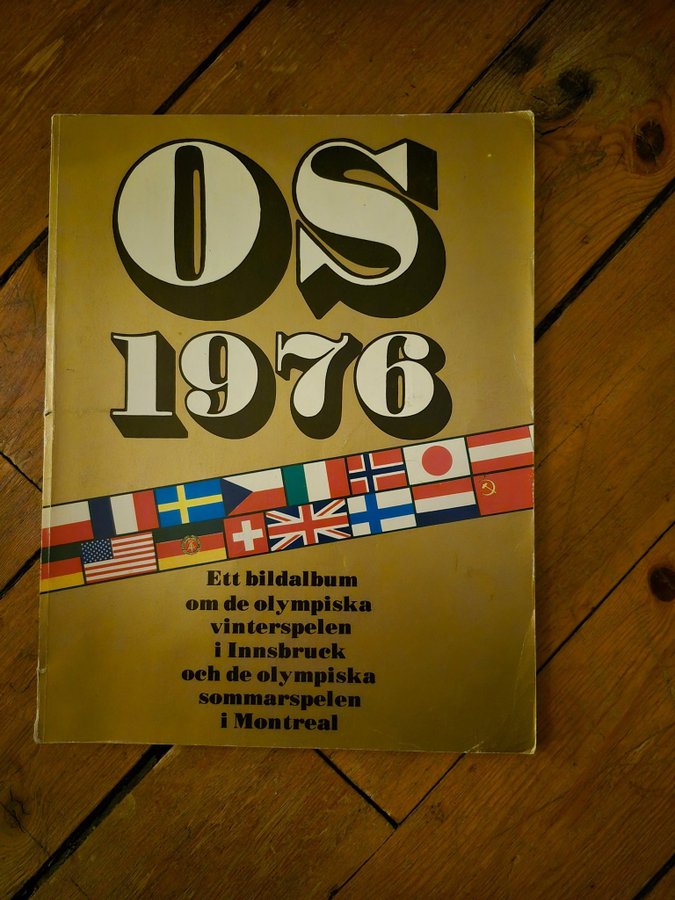 OS
1976
Ett bildalbum
om de olympiska
vinterspelen
i Innsbruck
och de olympiska
sommarspelen
i Montreal